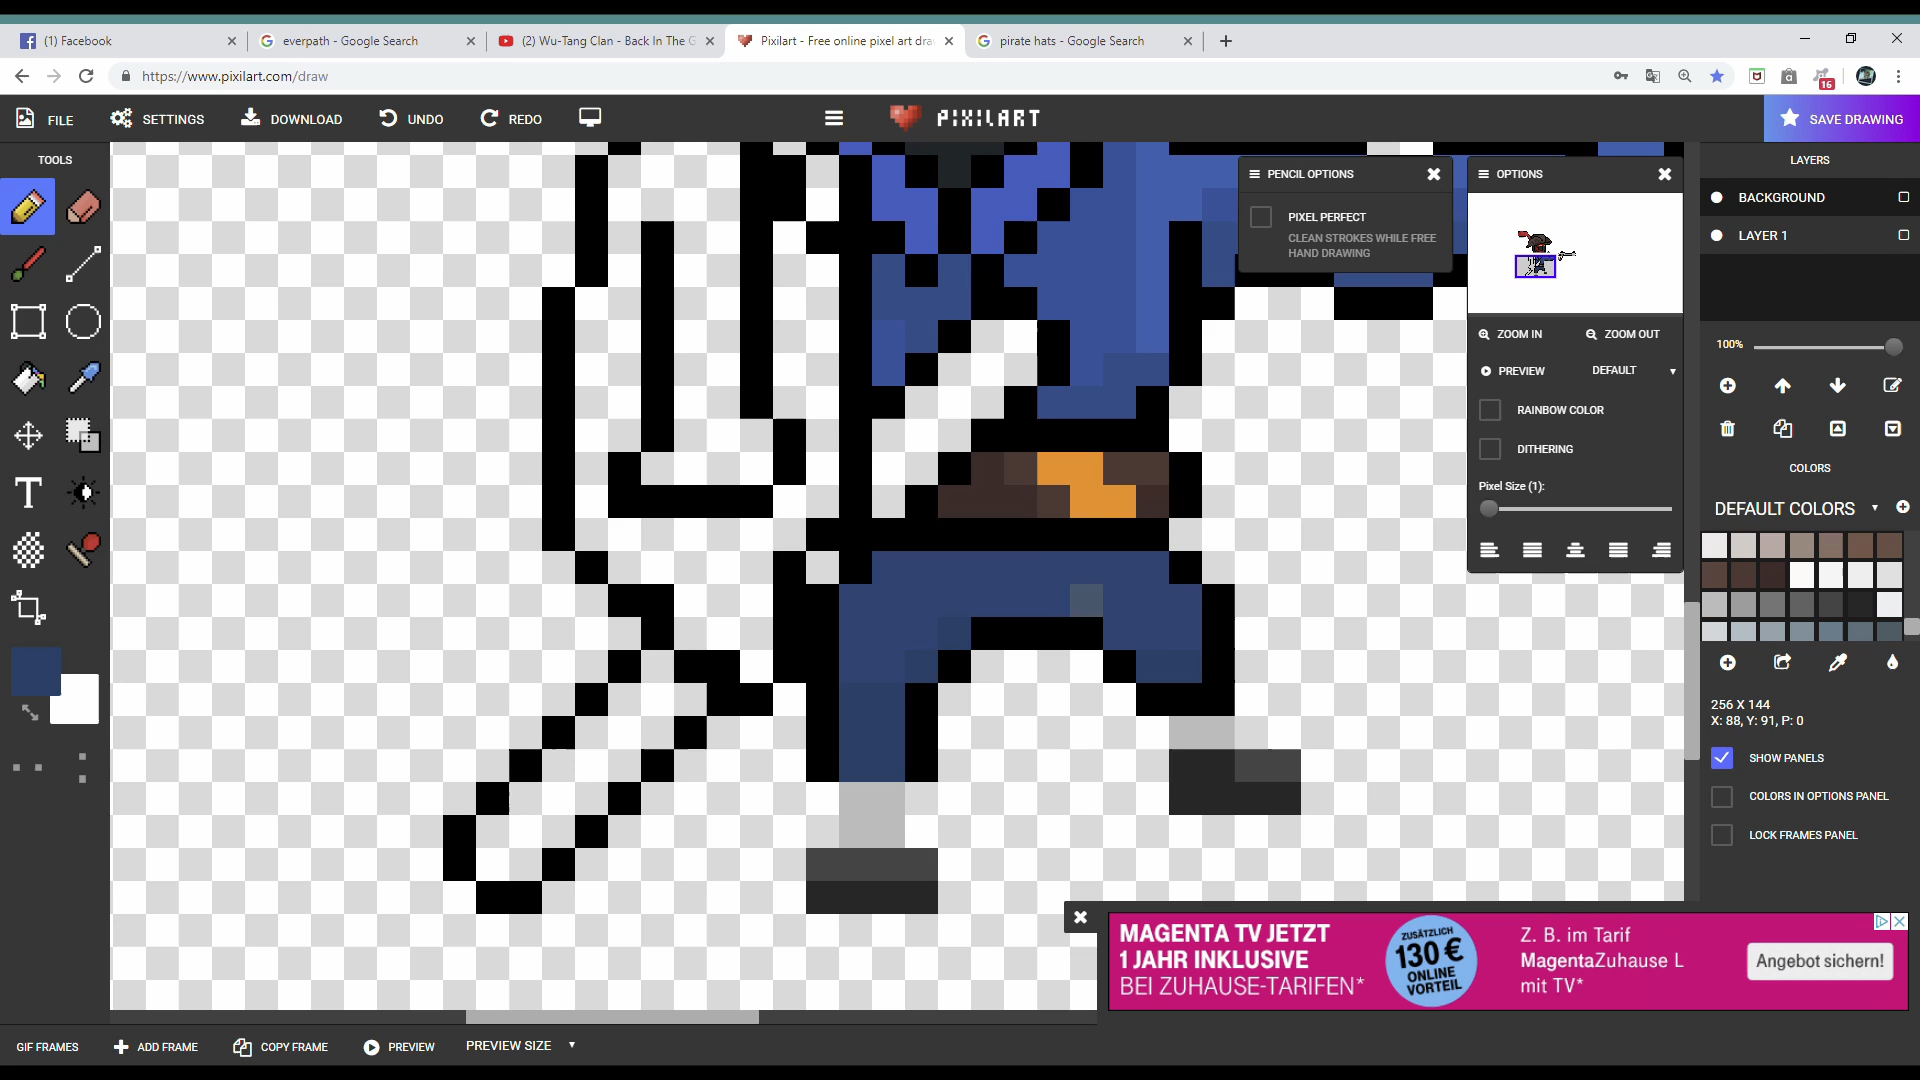 (1) Facebook
everpath - Google Search
(2) Wu-Tang Clan - Back In The G
Pixilart - Free online pixel art dra
pirate hats - Google Search
https://www.pixilart.com/draw
16
FILE
SETTINGS
DOWNLOAD
UNDO
REDO
PIXILART
SAVE DRAWING
TOOLS
PENCIL OPTIONS
PIXEL PERFECT
CLEAN STROKES WHILE FREE
HAND DRAWING
OPTIONS
ZOOM IN
ZOOM OUT
PREVIEW
DEFAULT
RAINBOW COLOR
DITHERING
Pixel Size (1):
LAYERS
BACKGROUND
LAYER 1
100%
COLORS
DEFAULT COLORS
256 X 144
X: 88, Y: 91, P: 0
SHOW PANELS
COLORS IN OPTIONS PANEL
LOCK FRAMES PANEL
MAGENTA TV JETZT
1 JAHR INKLUSIVE
BEI ZUHAUSE-TARIFEN*
ZUSÄTZLICH
130 €
ONLINE
VORTEIL
Z. B. im Tarif
MagentaZuhause L
mit TV*
Angebot sichern!
GIF FRAMES
ADD FRAME
COPY FRAME
PREVIEW
PREVIEW SIZE